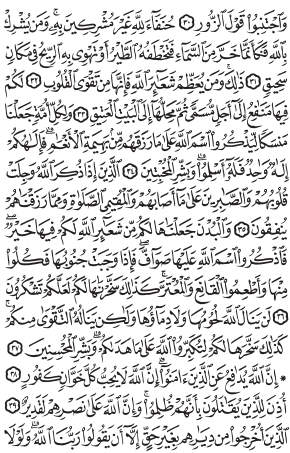 وَٱجْتَنِبُوا۟ قَوْلَ ٱلزُّورِ ٣٠ حُنَفَآءَ لِلَّهِ غَيْرَ مُشْرِكِينَ بِهِۦ ۚ وَمَن يُشْرِكْ
بِٱللَّهِ فَكَأَنَّمَا خَرَّ مِنَ ٱلسَّمَآءِ فَتَخْطَفُهُ ٱلطَّيْرُ أَوْ تَهْوِى بِهِ ٱلرِّيحُ فِى مَكَانٍ
سَحِيقٍ ٣١ ذَٰلِكَ وَمَن يُعَظِّمْ شَعَـٰٓئِرَ ٱللَّهِ فَإِنَّهَا مِن تَقْوَى ٱلْقُلُوبِ ٣٢ لَكُمْ
فِيهَا مَنَـٰفِعُ إِلَىٰٓ أَجَلٍ مُّسَمًّى ثُمَّ مَحِلُّهَآ إِلَى ٱلْبَيْتِ ٱلْعَتِيقِ ٣٣ وَلِكُلِّ أُمَّةٍ جَعَلْنَا
مَنسَكًا لِّيَذْكُرُوا۟ ٱسْمَ ٱللَّهِ عَلَىٰ مَا رَزَقَهُم مِّنۢ بَهِيمَةِ ٱلْأَنْعَـٰمِ ۗ فَإِلَـٰهُكُمْ
إِلَـٰهٌ وَٰحِدٌ فَلَهُۥٓ أَسْلِمُوا۟ ۗ وَبَشِّرِ ٱلْمُخْبِتِينَ ٣٤ ٱلَّذِينَ إِذَا ذُكِرَ ٱللَّهُ وَجِلَتْ
قُلُوبُهُمْ وَٱلصَّـٰبِرِينَ عَلَىٰ مَآ أَصَابَهُمْ وَٱلْمُقِيمِى ٱلصَّلَوٰةِ وَمِمَّا رَزَقْنَـٰهُمْ
يُنفِقُونَ ٣٥ وَٱلْبُدْنَ جَعَلْنَـٰهَا لَكُم مِّن شَعَـٰٓئِرِ ٱللَّهِ لَكُمْ فِيهَا خَيْرٌ ۖ
فَٱذْكُرُوا۟ ٱسْمَ ٱللَّهِ عَلَيْهَا صَوَآفَّ ۖ فَإِذَا وَجَبَتْ جُنُوبُهَا فَكُلُوا۟
مِنْهَا وَأَطْعِمُوا۟ ٱلْقَانِعَ وَٱلْمُعْتَرَّ ۚ كَذَٰلِكَ سَخَّرْنَـٰهَا لَكُمْ لَعَلَّكُمْ تَشْكُرُونَ
٣٦ لَن يَنَالَ ٱللَّهَ لُحُومُهَا وَلَا دِمَآؤُهَا وَلَـٰكِن يَنَالُهُ ٱلتَّقْوَىٰ مِنكُمْ ۚ
كَذَٰلِكَ سَخَّرَهَا لَكُمْ لِتُكَبِّرُوا۟ ٱللَّهَ عَلَىٰ مَا هَدَىٰكُمْ ۗ وَبَشِّرِ ٱلْمُحْسِنِينَ ٣٧
۞ إِنَّ ٱللَّهَ يُدَٰفِعُ عَنِ ٱلَّذِينَ ءَامَنُوٓا۟ ۗ إِنَّ ٱللَّهَ لَا يُحِبُّ كُلَّ خَوَّانٍ كَفُورٍ ٣٨
أُذِنَ لِلَّذِينَ يُقَـٰتَلُونَ بِأَنَّهُمْ ظُلِمُوا۟ ۚ وَإِنَّ ٱللَّهَ عَلَىٰ نَصْرِهِمْ لَقَدِيرٌ ٣٩
ٱلَّذِينَ أُخْرِجُوا۟ مِن دِيَـٰرِهِم بِغَيْرِ حَقٍّ إِلَّآ أَن يَقُولُوا۟ رَبُّنَا ٱللَّهُ ۗ وَلَوْلَا